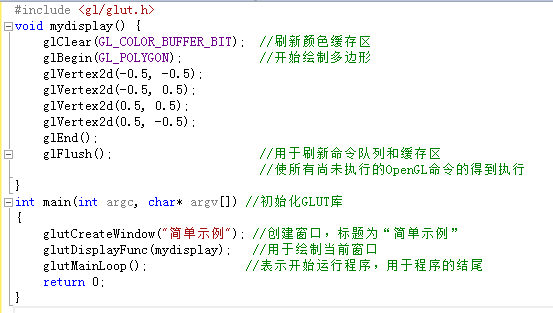 #include <gl/glut.h>
void mydisplay() {
glClear(GL_COLOR_BUFFER_BIT); //刷新颜色缓存区
glBegin(GL_POLYGON); //开始绘制多边形
glVertex2d(-0.5, -0.5);
glVertex2d(-0.5, 0.5);
glVertex2d(0.5, 0.5);
glVertex2d(0.5, -0.5);
glEnd();
glFlush(); //用于刷新命令队列和缓存区
//使所有尚未执行的OpenGL命令的得到执行
}
int main(int argc, char* argv[]) //初始化GLUT库
{
glutCreateWindow("简单示例"); //创建窗口，标题为“简单示例”
glutDisplayFunc(mydisplay); //用于绘制当前窗口
glutMainLoop(); //表示开始运行程序，用于程序的结尾
return 0;
}